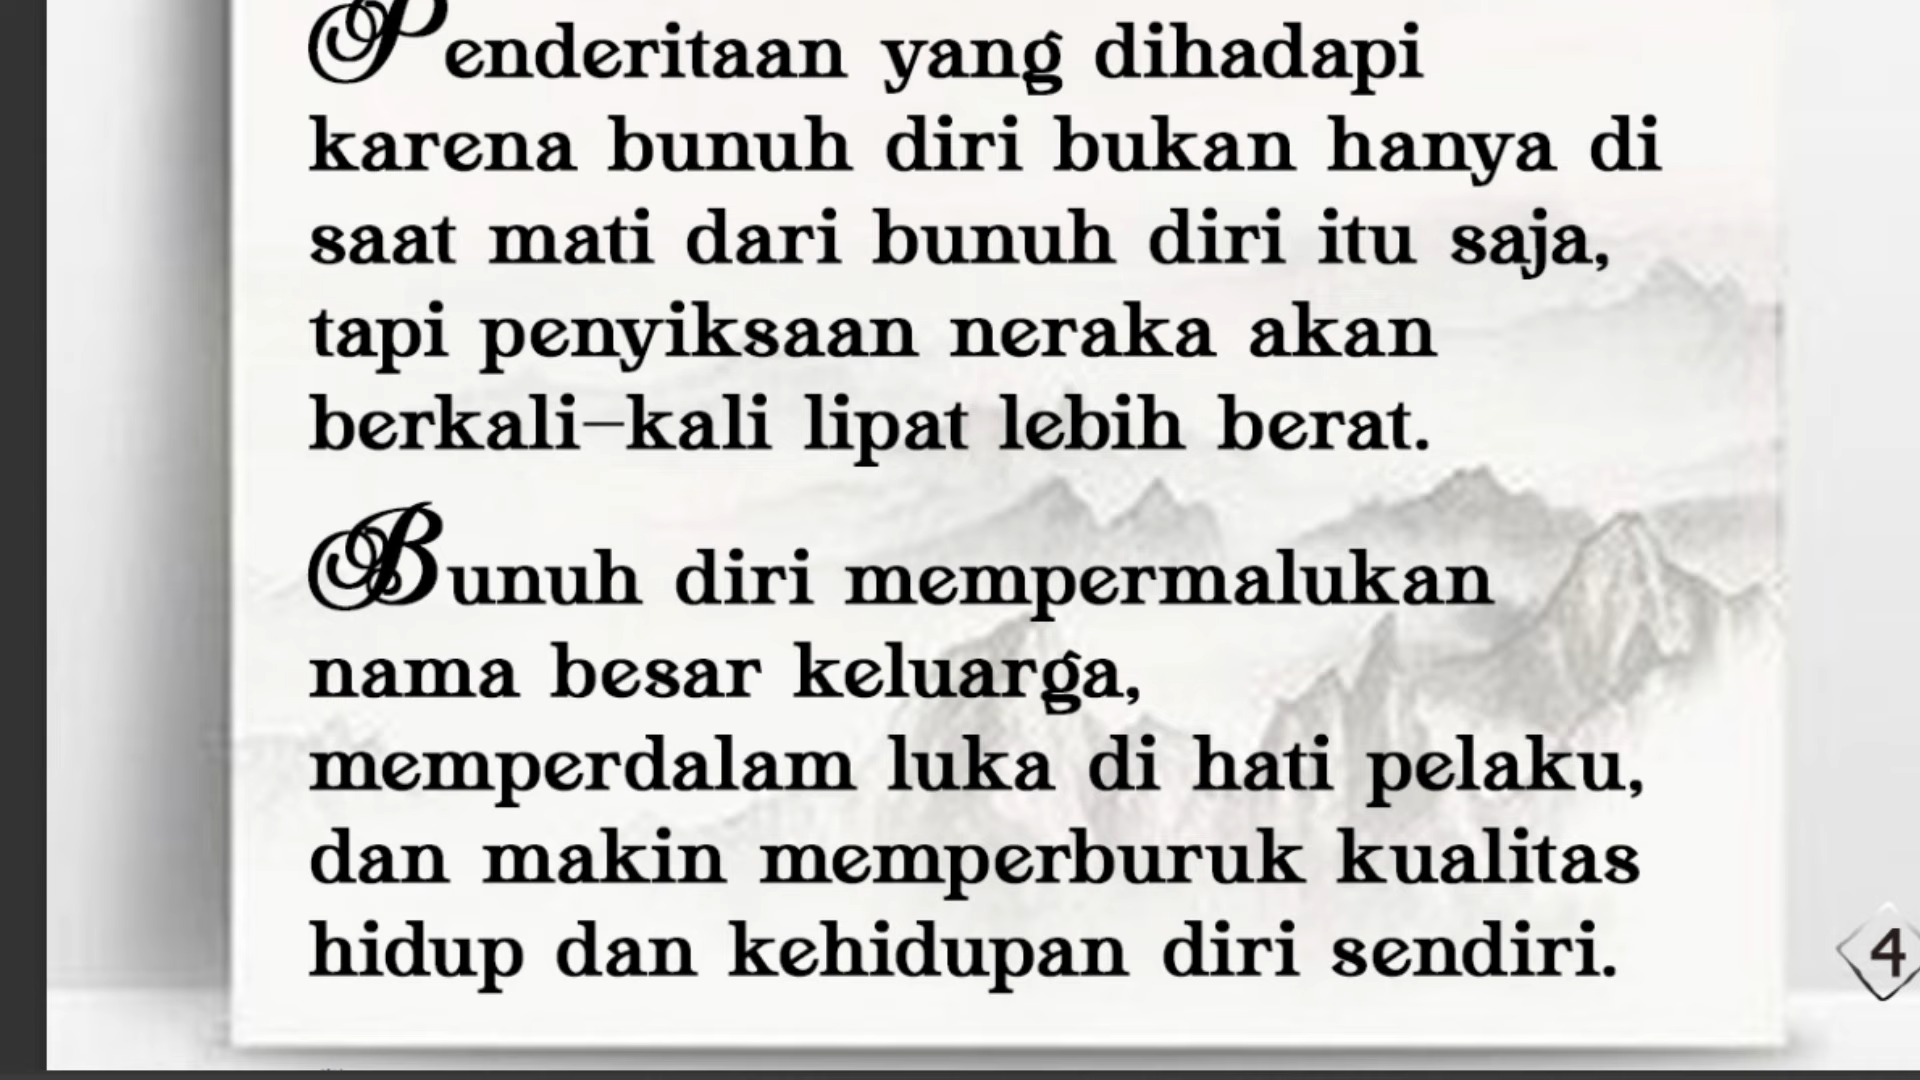 Penderitaan yang dihadapi
karena bunuh diri bukan hanya di
saat mati dari bunuh diri itu saja,
tapi penyiksaan neraka akan
berkali-kali lipat lebih berat.
Bunuh diri mempermalukan
nama besar keluarga,
memperdalam luka di hati pelaku,
dan makin memperburuk kualitas
hidup dan kehidupan diri sendiri.
4